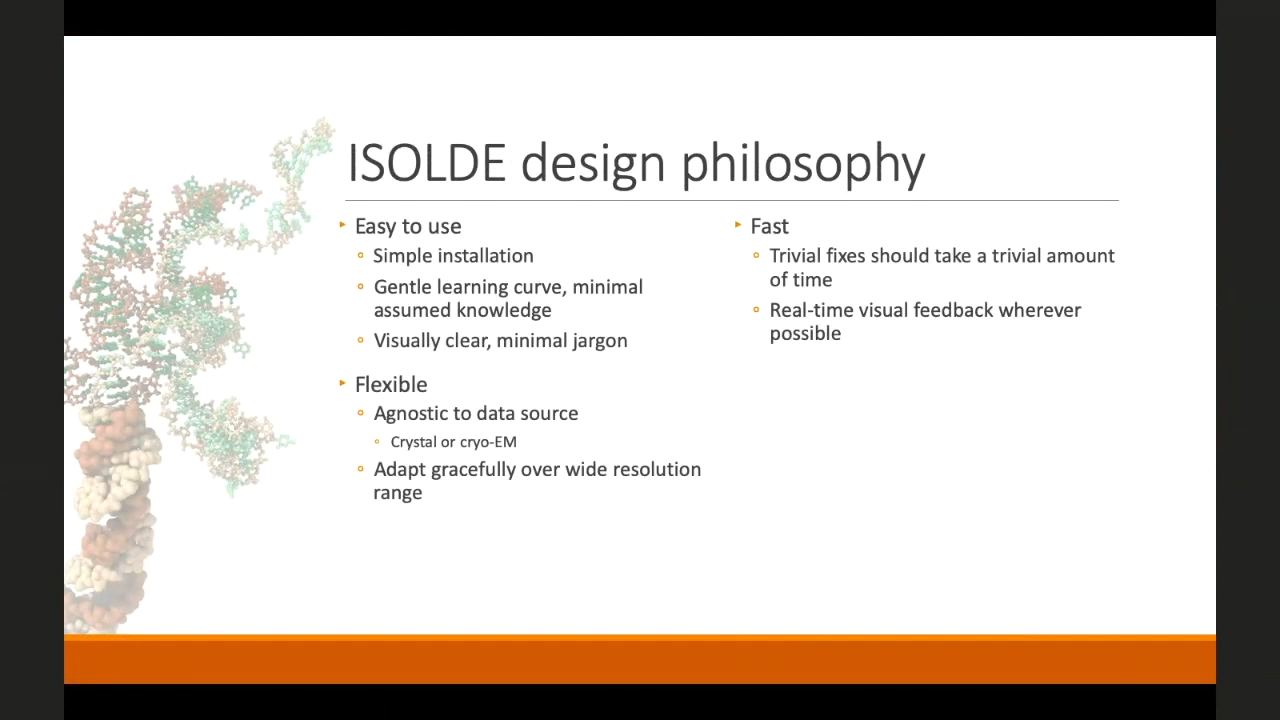 ISOLDE design philosophy
Easy to use
Simple installation
Gentle learning curve, minimal
assumed knowledge
Visually clear, minimal jargon
Flexible
Agnostic to data source
Crystal or cryo-EM
Adapt gracefully over wide resolution
range
Fast
Trivial fixes should take a trivial amount
of time
Real-time visual feedback wherever
possible